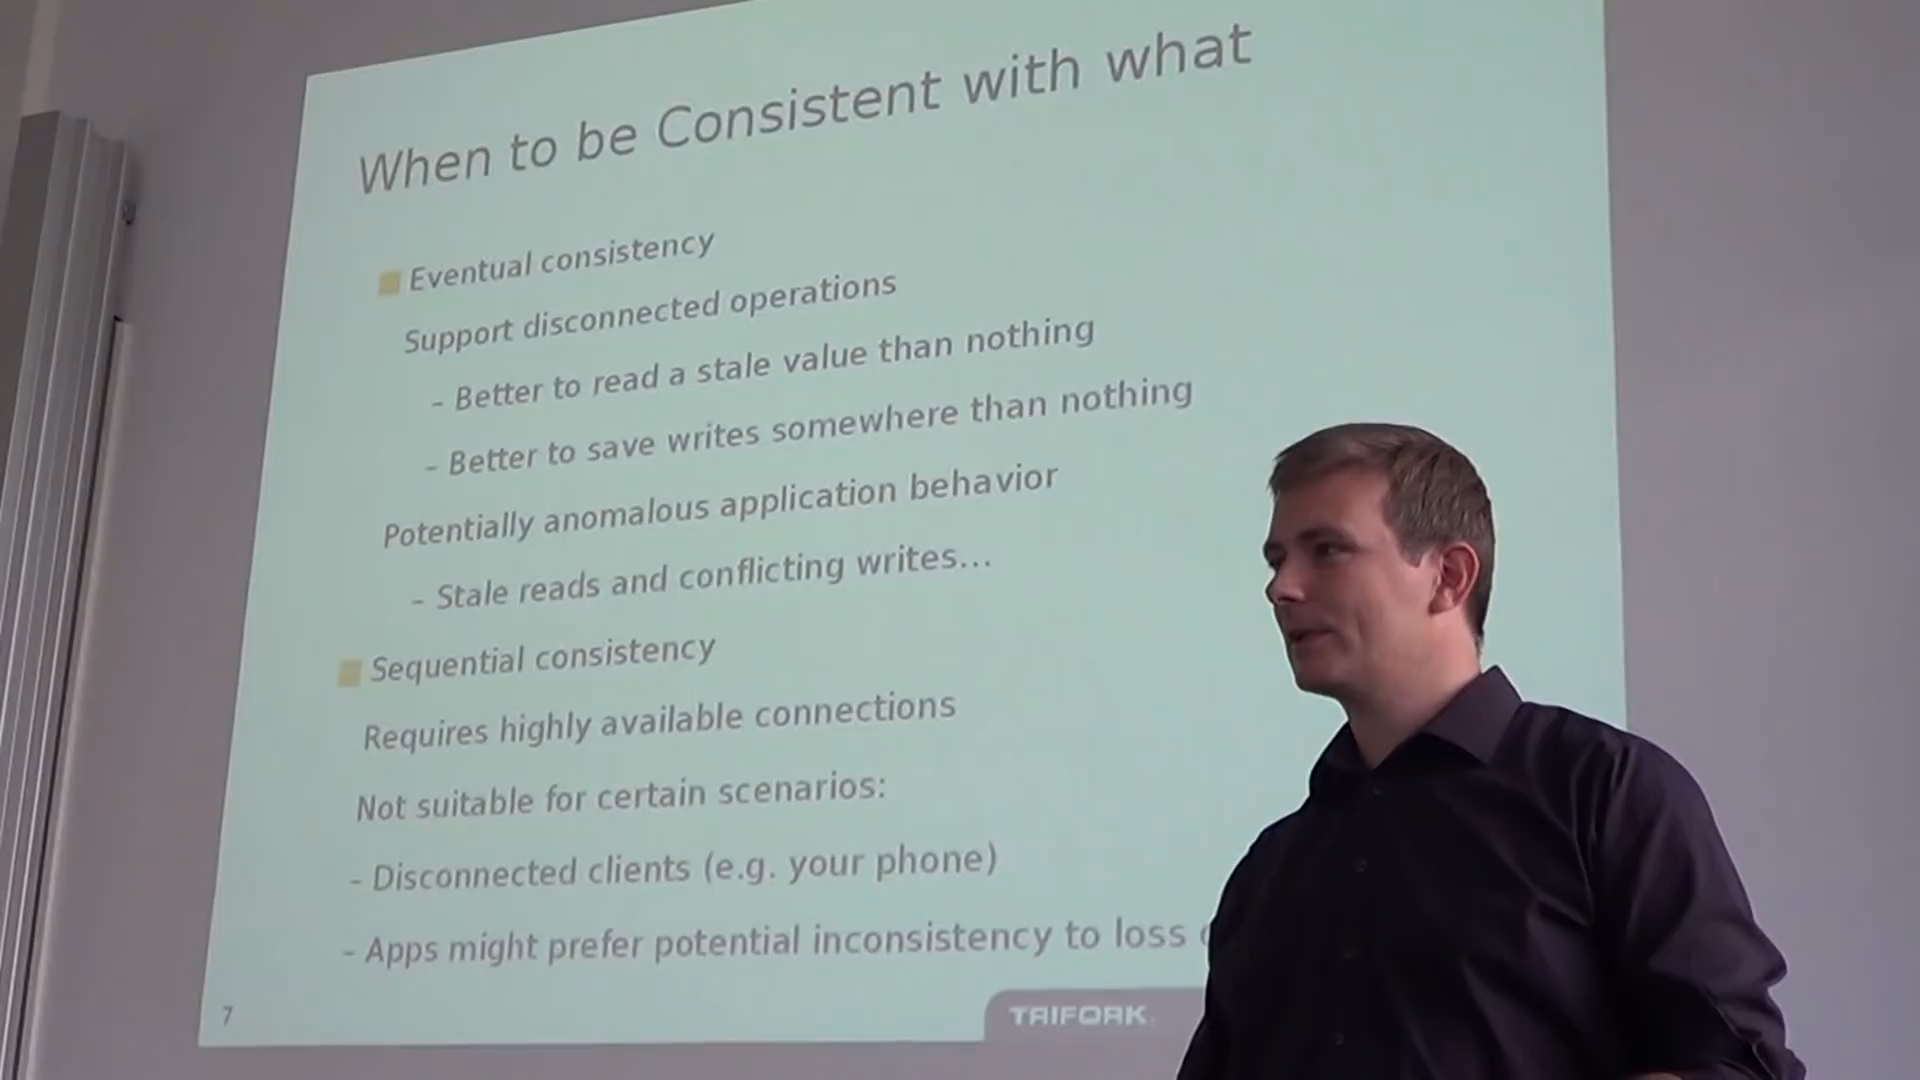 When to be Consistent with what
Eventual consistency
Support disconnected operations
– Better to read a stale value than nothing
– Better to save writes somewhere than nothing
Potentially anomalous application behavior
– Stale reads and conflicting writes...
Sequential consistency
Requires highly available connections
Not suitable for certain scenarios:
– Disconnected clients (e.g. your phone)
– Apps might prefer potential inconsistency to loss
7
TRIFORK.